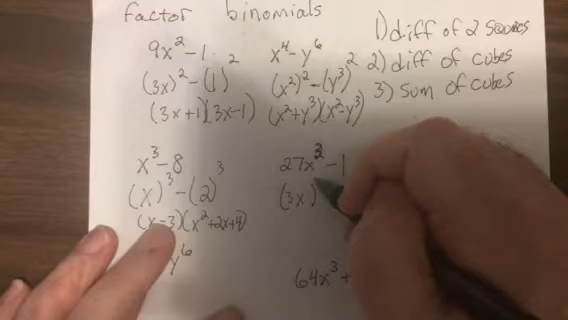 factor binomials
1) diff of 2 squares
2) diff of cubes
3) sum of cubes
9x² - 1
(3x)² - (1)²
(3x+1)(3x-1)
x⁴ - y⁶
(x²)² - (y³)²
(x²+y³)(x²-y³)
x³ - 8
(x)³ - (2)³
(x-3)(x²+2x+4)
y⁶
27x³ - 1
(3x)
64x³ +